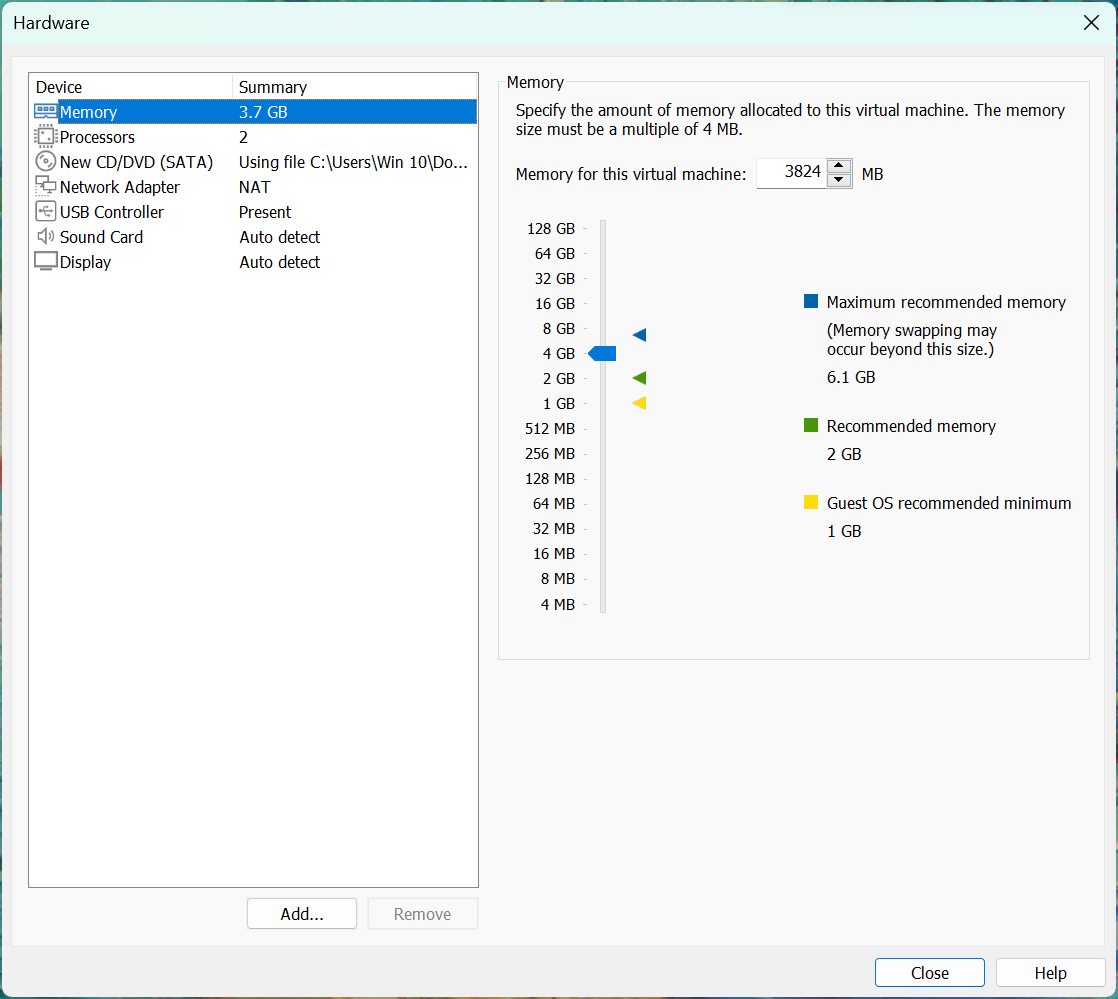 Hardware
Device Summary
Memory 3.7 GB
Processors 2
New CD/DVD (SATA) Using file C:\Users\Win 10\Do...
Network Adapter NAT
USB Controller Present
Sound Card Auto detect
Display Auto detect
Add... Remove
Memory
Specify the amount of memory allocated to this virtual machine. The memory
size must be a multiple of 4 MB.
Memory for this virtual machine: 3824 MB
128 GB
64 GB
32 GB
16 GB
8 GB
4 GB
2 GB
1 GB
512 MB
256 MB
128 MB
64 MB
32 MB
16 MB
8 MB
4 MB
Maximum recommended memory
(Memory swapping may
occur beyond this size.)
6.1 GB
Recommended memory
2 GB
Guest OS recommended minimum
1 GB
Close Help